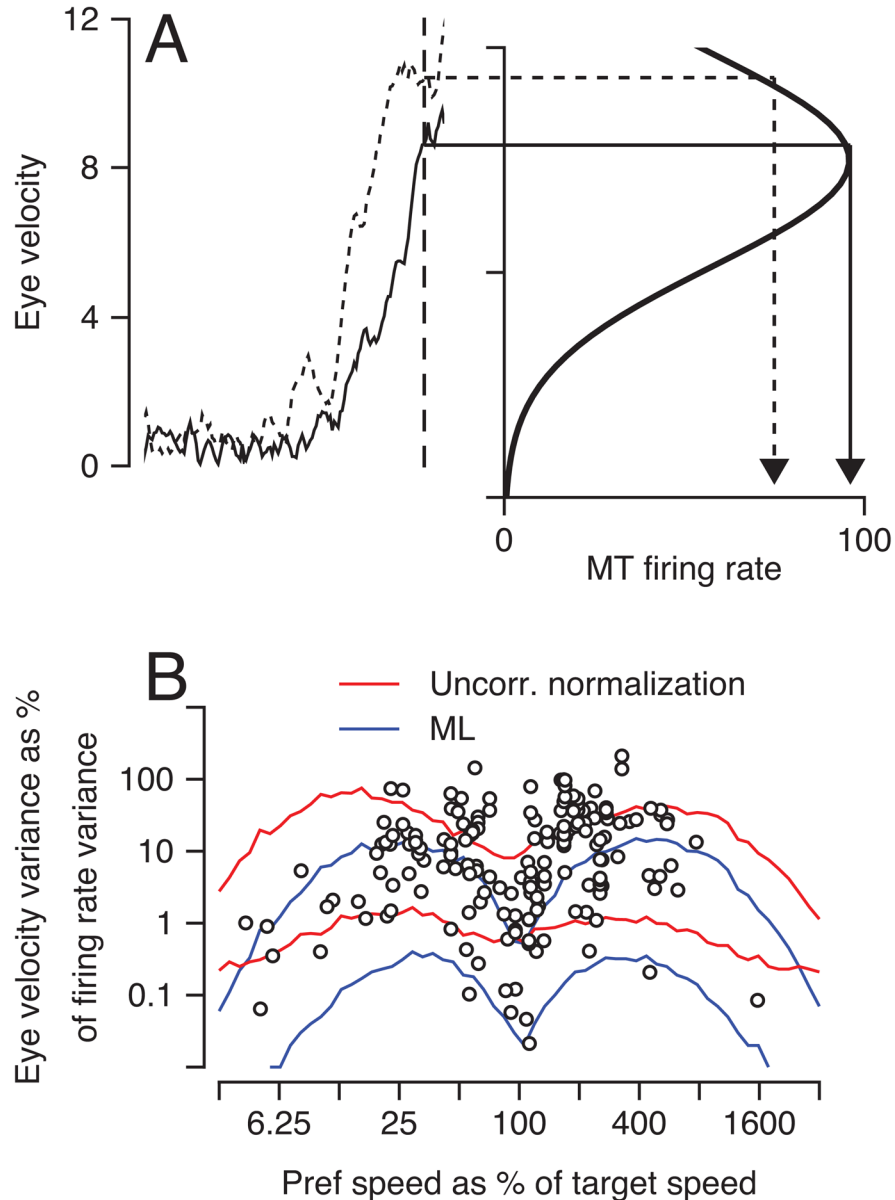 A
12
8
4
0
Eye velocity
0
100
MT firing rate
B
Uncorr. normalization
ML
Eye velocity variance as %
of firing rate variance
100
10
1
0.1
6.25
25
100
400
1600
Pref speed as % of target speed